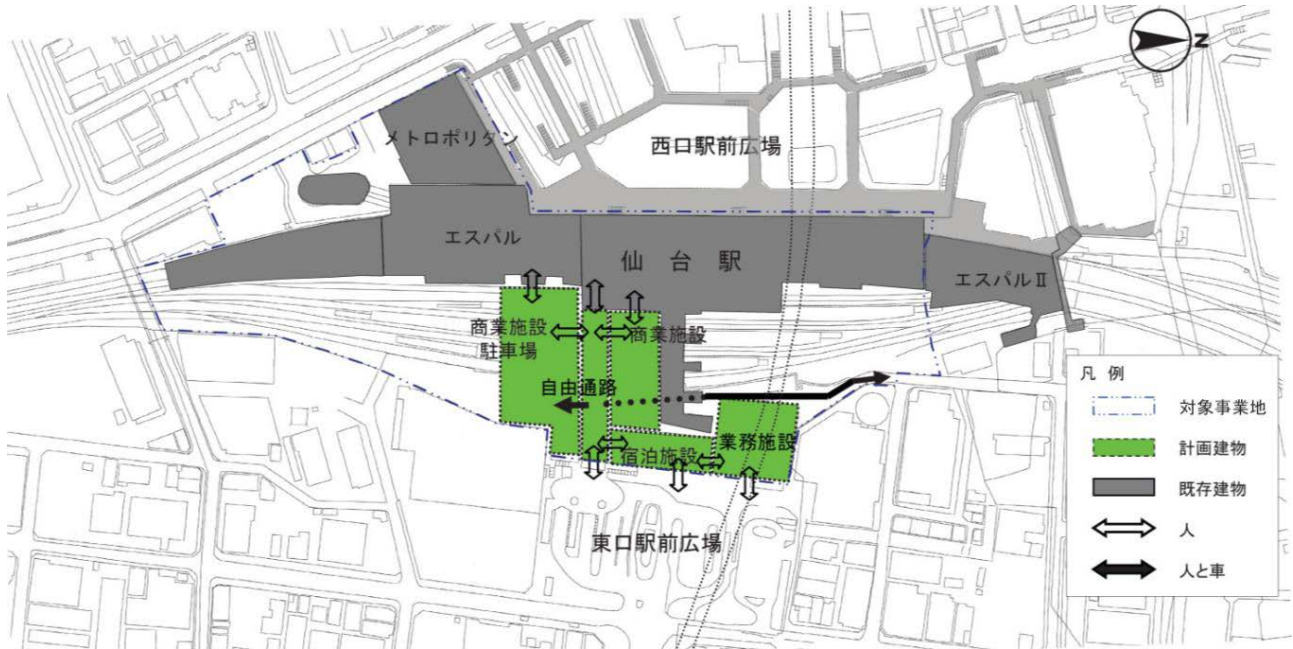 N
メトロポリタン
西口駅前広場
エスパル
仙台駅
エスパルⅡ
商業施設
駐車場
商業施設
自由通路
宿泊施設
業務施設
東口駅前広場
凡例
対象事業地
計画建物
既存建物
人
人と車